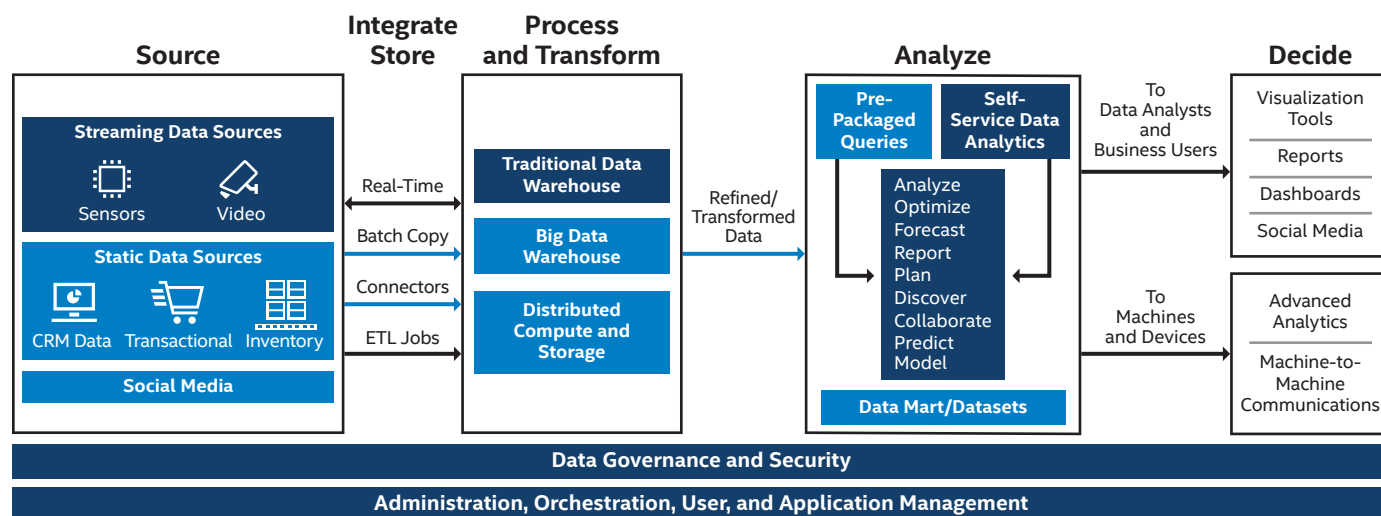 Source
Integrate
Store
Process
and Transform
Analyze
Decide
Streaming Data Sources
Sensors
Video
Static Data Sources
CRM Data
Transactional
Inventory
Social Media
Real-Time
Batch Copy
Connectors
ETL Jobs
Traditional Data
Warehouse
Big Data
Warehouse
Distributed
Compute and
Storage
Refined/
Transformed
Data
Pre-
Packaged
Queries
Self-
Service Data
Analytics
Analyze
Optimize
Forecast
Report
Plan
Discover
Collaborate
Predict
Model
Data Mart/Datasets
To
Data Analysts
and
Business Users
To
Machines
and Devices
Visualization
Tools
Reports
Dashboards
Social Media
Advanced
Analytics
Machine-to-
Machine
Communications
Data Governance and Security
Administration, Orchestration, User, and Application Management